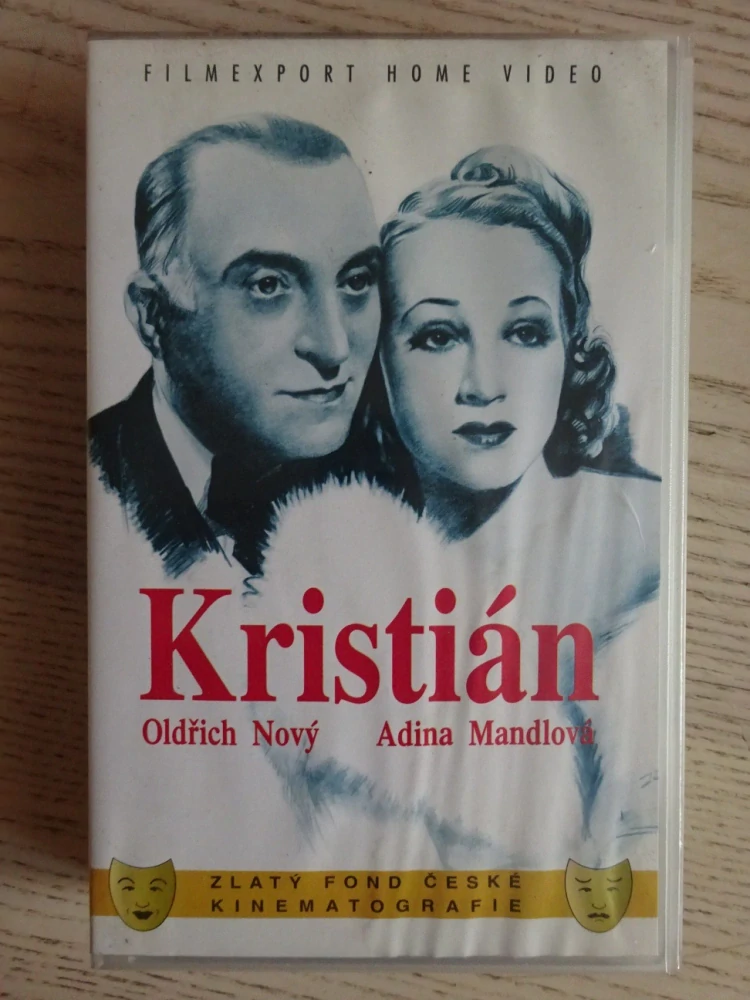 FILMEXPORT HOME VIDEO
Kristián
Oldřich Nový Adina Mandlová
ZLATÝ FOND ČESKÉ
KINEMATOGRAFIE